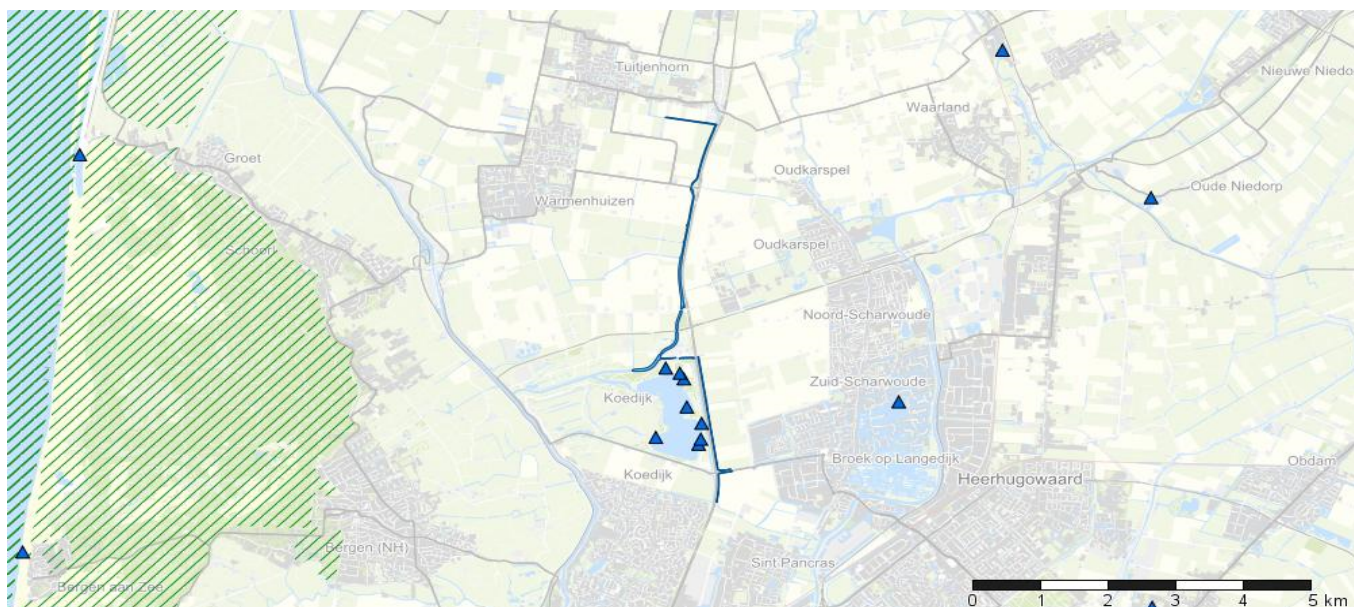 Tuitjenhorn
Nieuwe Niedo
Waarland
Groet
Oudkarspel
Oude Niedorp
Warmenhuizen
Schoorl
Oudkarspel
Noord-Scharwoude
Zuid-Scharwoude
Koedijk
Broek op Langedijk
Obdam
Koedijk
Heerhugowaard
Bergen (NH)
Sint Pancras
Bergen aan Zee
0 1 2 3 4 5 km